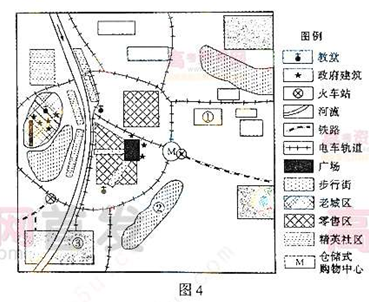 图例
教堂
政府建筑
火车站
河流
铁路
电车轨道
广场
步行街
老城区
零售区
精英社区
M
仓储式
购物中心
①
M
②
③
图4